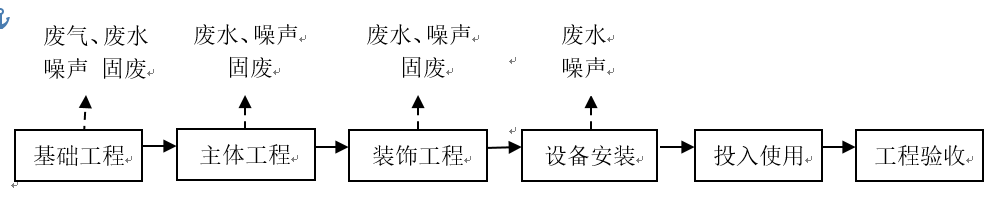 废气、废水
噪声 固废
废水、噪声
固废
废水、噪声
固废
废水
噪声
基础工程
主体工程
装饰工程
设备安装
投入使用
工程验收